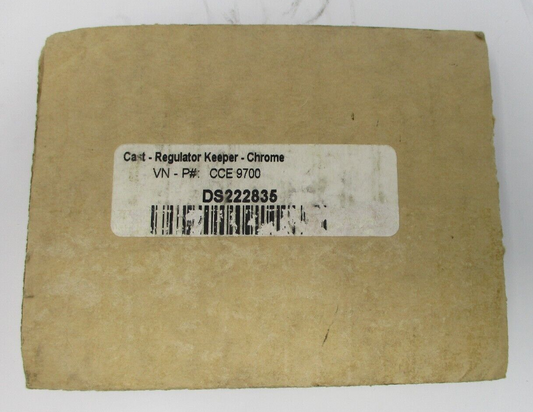 Cast - Regulator Keeper - Chrome
VN - P#: CCE 9700
DS222835